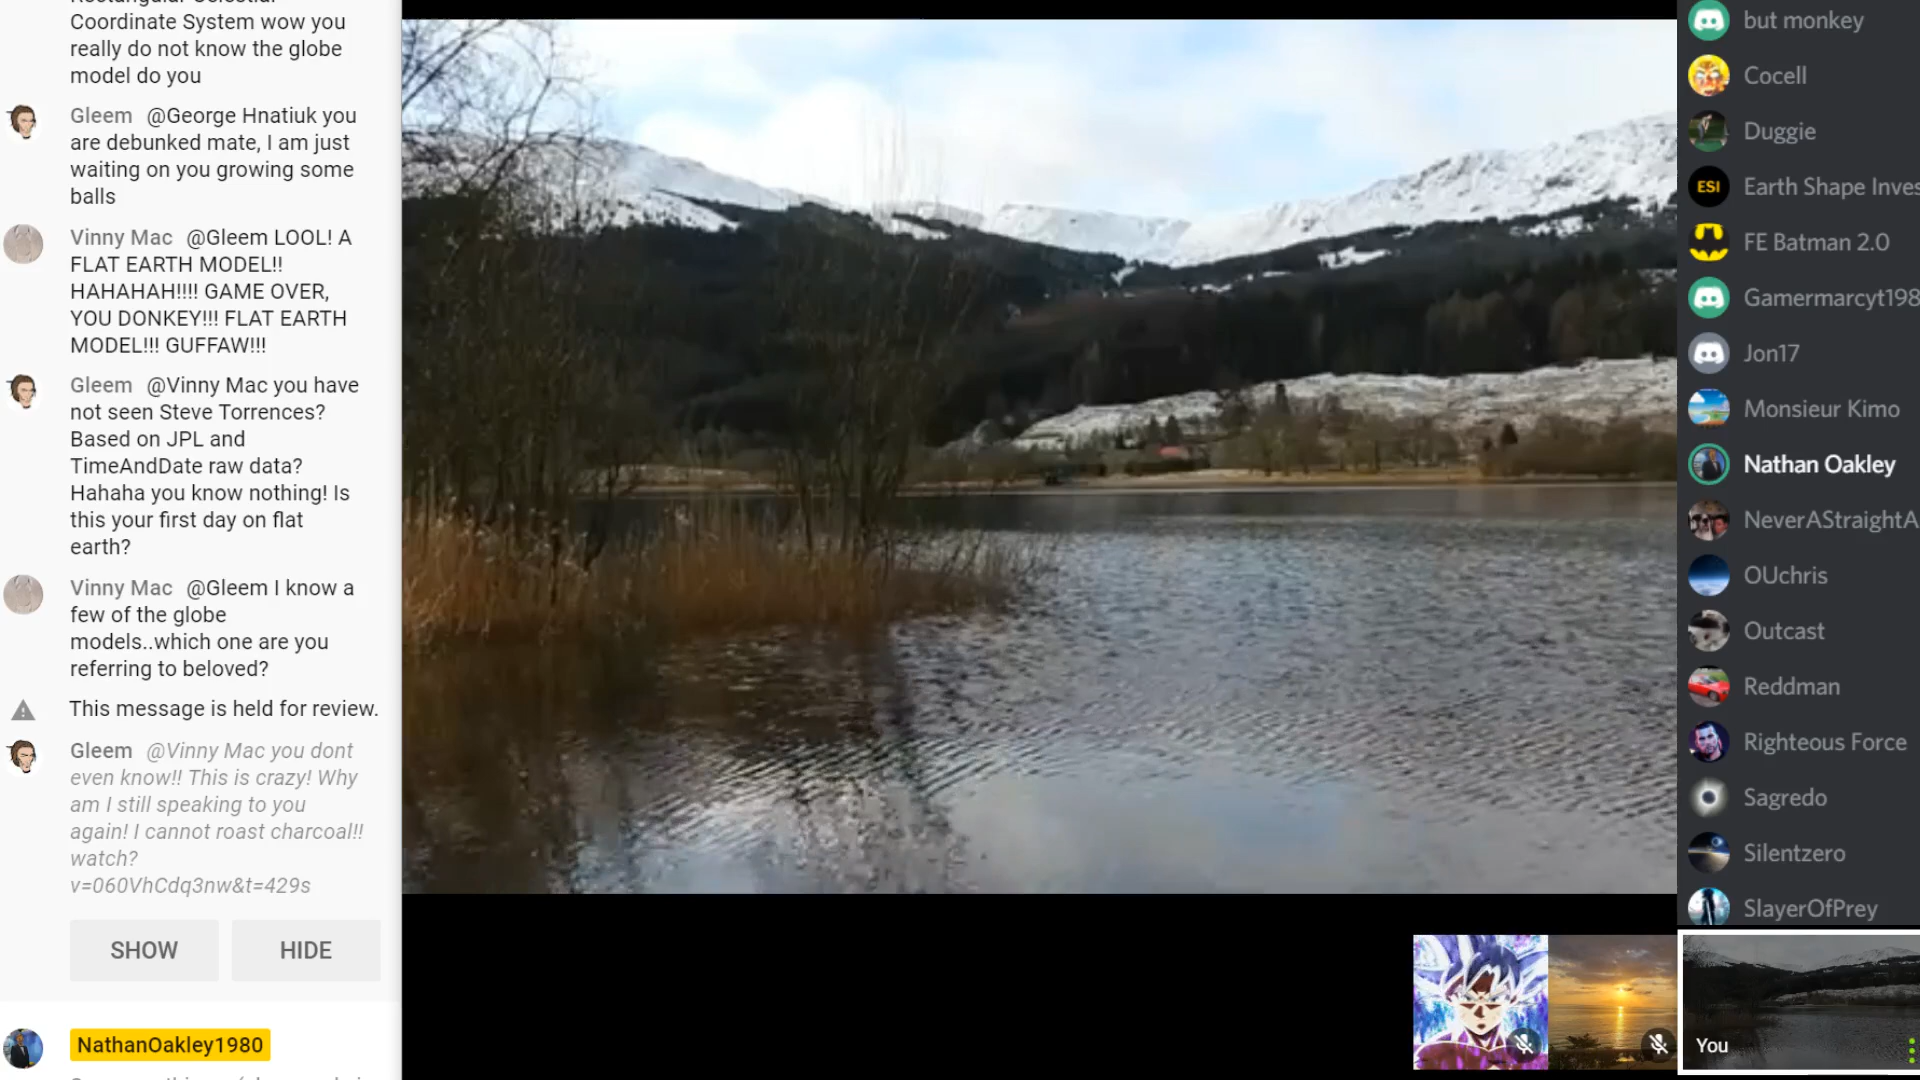 Coordinate System wow you
really do not know the globe
model do you
Gleem @George Hnatiuk you
are debunked mate, I am just
waiting on you growing some
balls
Vinny Mac @Gleem LOOL! A
FLAT EARTH MODEL!!
HAHAHAH!!!! GAME OVER,
YOU DONKEY!!! FLAT EARTH
MODEL!!! GUFFAW!!!
Gleem @Vinny Mac you have
not seen Steve Torrences?
Based on JPL and
TimeAndDate raw data?
Hahaha you know nothing! Is
this your first day on flat
earth?
Vinny Mac @Gleem I know a
few of the globe
models..which one are you
referring to beloved?
This message is held for review.
Gleem @Vinny Mac you dont
even know!! This is crazy! Why
am I still speaking to you
again! I cannot roast charcoal!!
watch?
v=060VhCdq3nw&t=429s
SHOW HIDE
NathanOakley1980
but monkey
Cocell
Duggie
ESI
Earth Shape Inves
FE Batman 2.0
Gamermarcyt198
Jon17
Monsieur Kimo
Nathan Oakley
NeverAStraightA
OUchris
Outcast
Reddman
Righteous Force
Sagredo
Silentzero
SlayerOfPrey
You